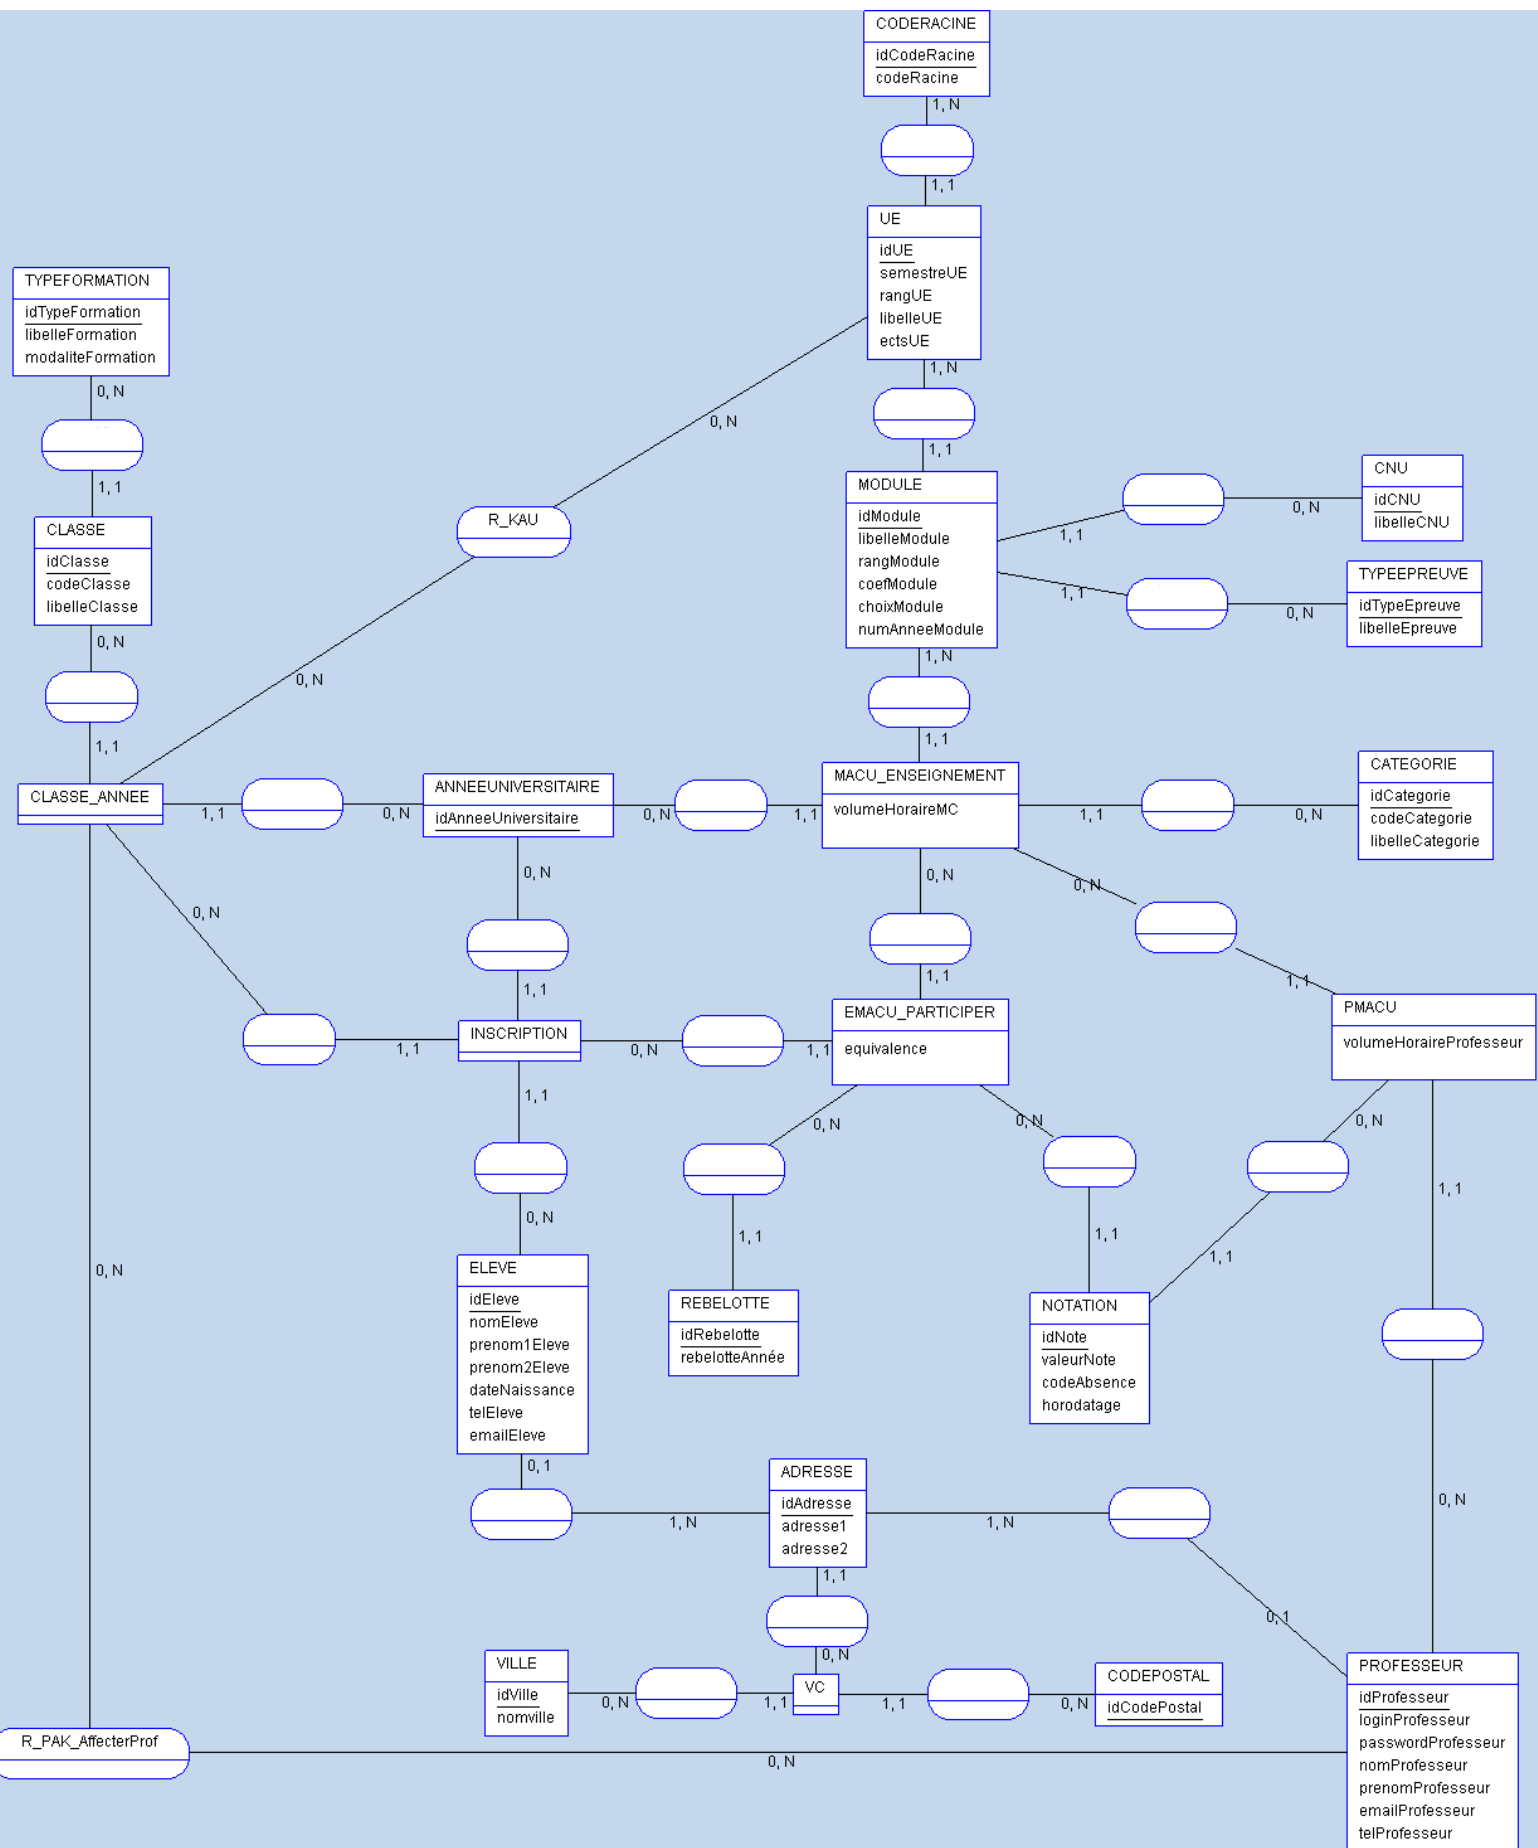 CODERACINE
idCodeRacine
codeRacine
1, N
1, 1
UE
idUE
semestreUE
rangUE
libelleUE
ectsUE
TYPEFORMATION
idTypeFormation
libelleFormation
modaliteFormation
1, N
0, N
0, N
1, 1
MODULE
idModule
libelleModule
rangModule
coefModule
choixModule
numAnneeModule
CNU
idCNU
libelleCNU
0, N
1, 1
TYPEEPREUVE
idTypeEpreuve
libelleEpreuve
0, N
1, 1
1, 1
CLASSE
idClasse
codeClasse
libelleClasse
R_KAU
0, N
0, N
1, N
1, 1
1, 1
CLASSE_ANNEE
1, 1
0, N
ANNEEUNIVERSITAIRE
idAnneeUniversitaire
0, N
1, 1
MACU_ENSEIGNEMENT
volumeHoraireMC
1, 1
0, N
CATEGORIE
idCategorie
codeCategorie
libelleCategorie
0, N
0, N
0, N
0, N
1, 1
1, 1
1, 1
INSCRIPTION
1, 1
0, N
1, 1
EMACU_PARTICIPER
equivalence
PMACU
volumeHoraireProfesseur
1, 1
0, N
0, N
0, N
1, 1
0, N
1, 1
1, 1
1, 1
ELEVE
idEleve
nomEleve
prenom1Eleve
prenom2Eleve
dateNaissance
telEleve
emailEleve
0, N
REBELOTTE
idRebelotte
rebelotteAnnée
NOTATION
idNote
valeurNote
codeAbsence
horodatage
0, 1
1, N
ADRESSE
idAdresse
adresse1
adresse2
1, N
0, N
1, 1
0, 1
0, N
VILLE
idVille
nomville
0, N
1, 1
VC
1, 1
0, N
CODEPOSTAL
idCodePostal
PROFESSEUR
idProfesseur
loginProfesseur
passwordProfesseur
nomProfesseur
prenomProfesseur
emailProfesseur
telProfesseur
R_PAK_AffecterProf
0, N